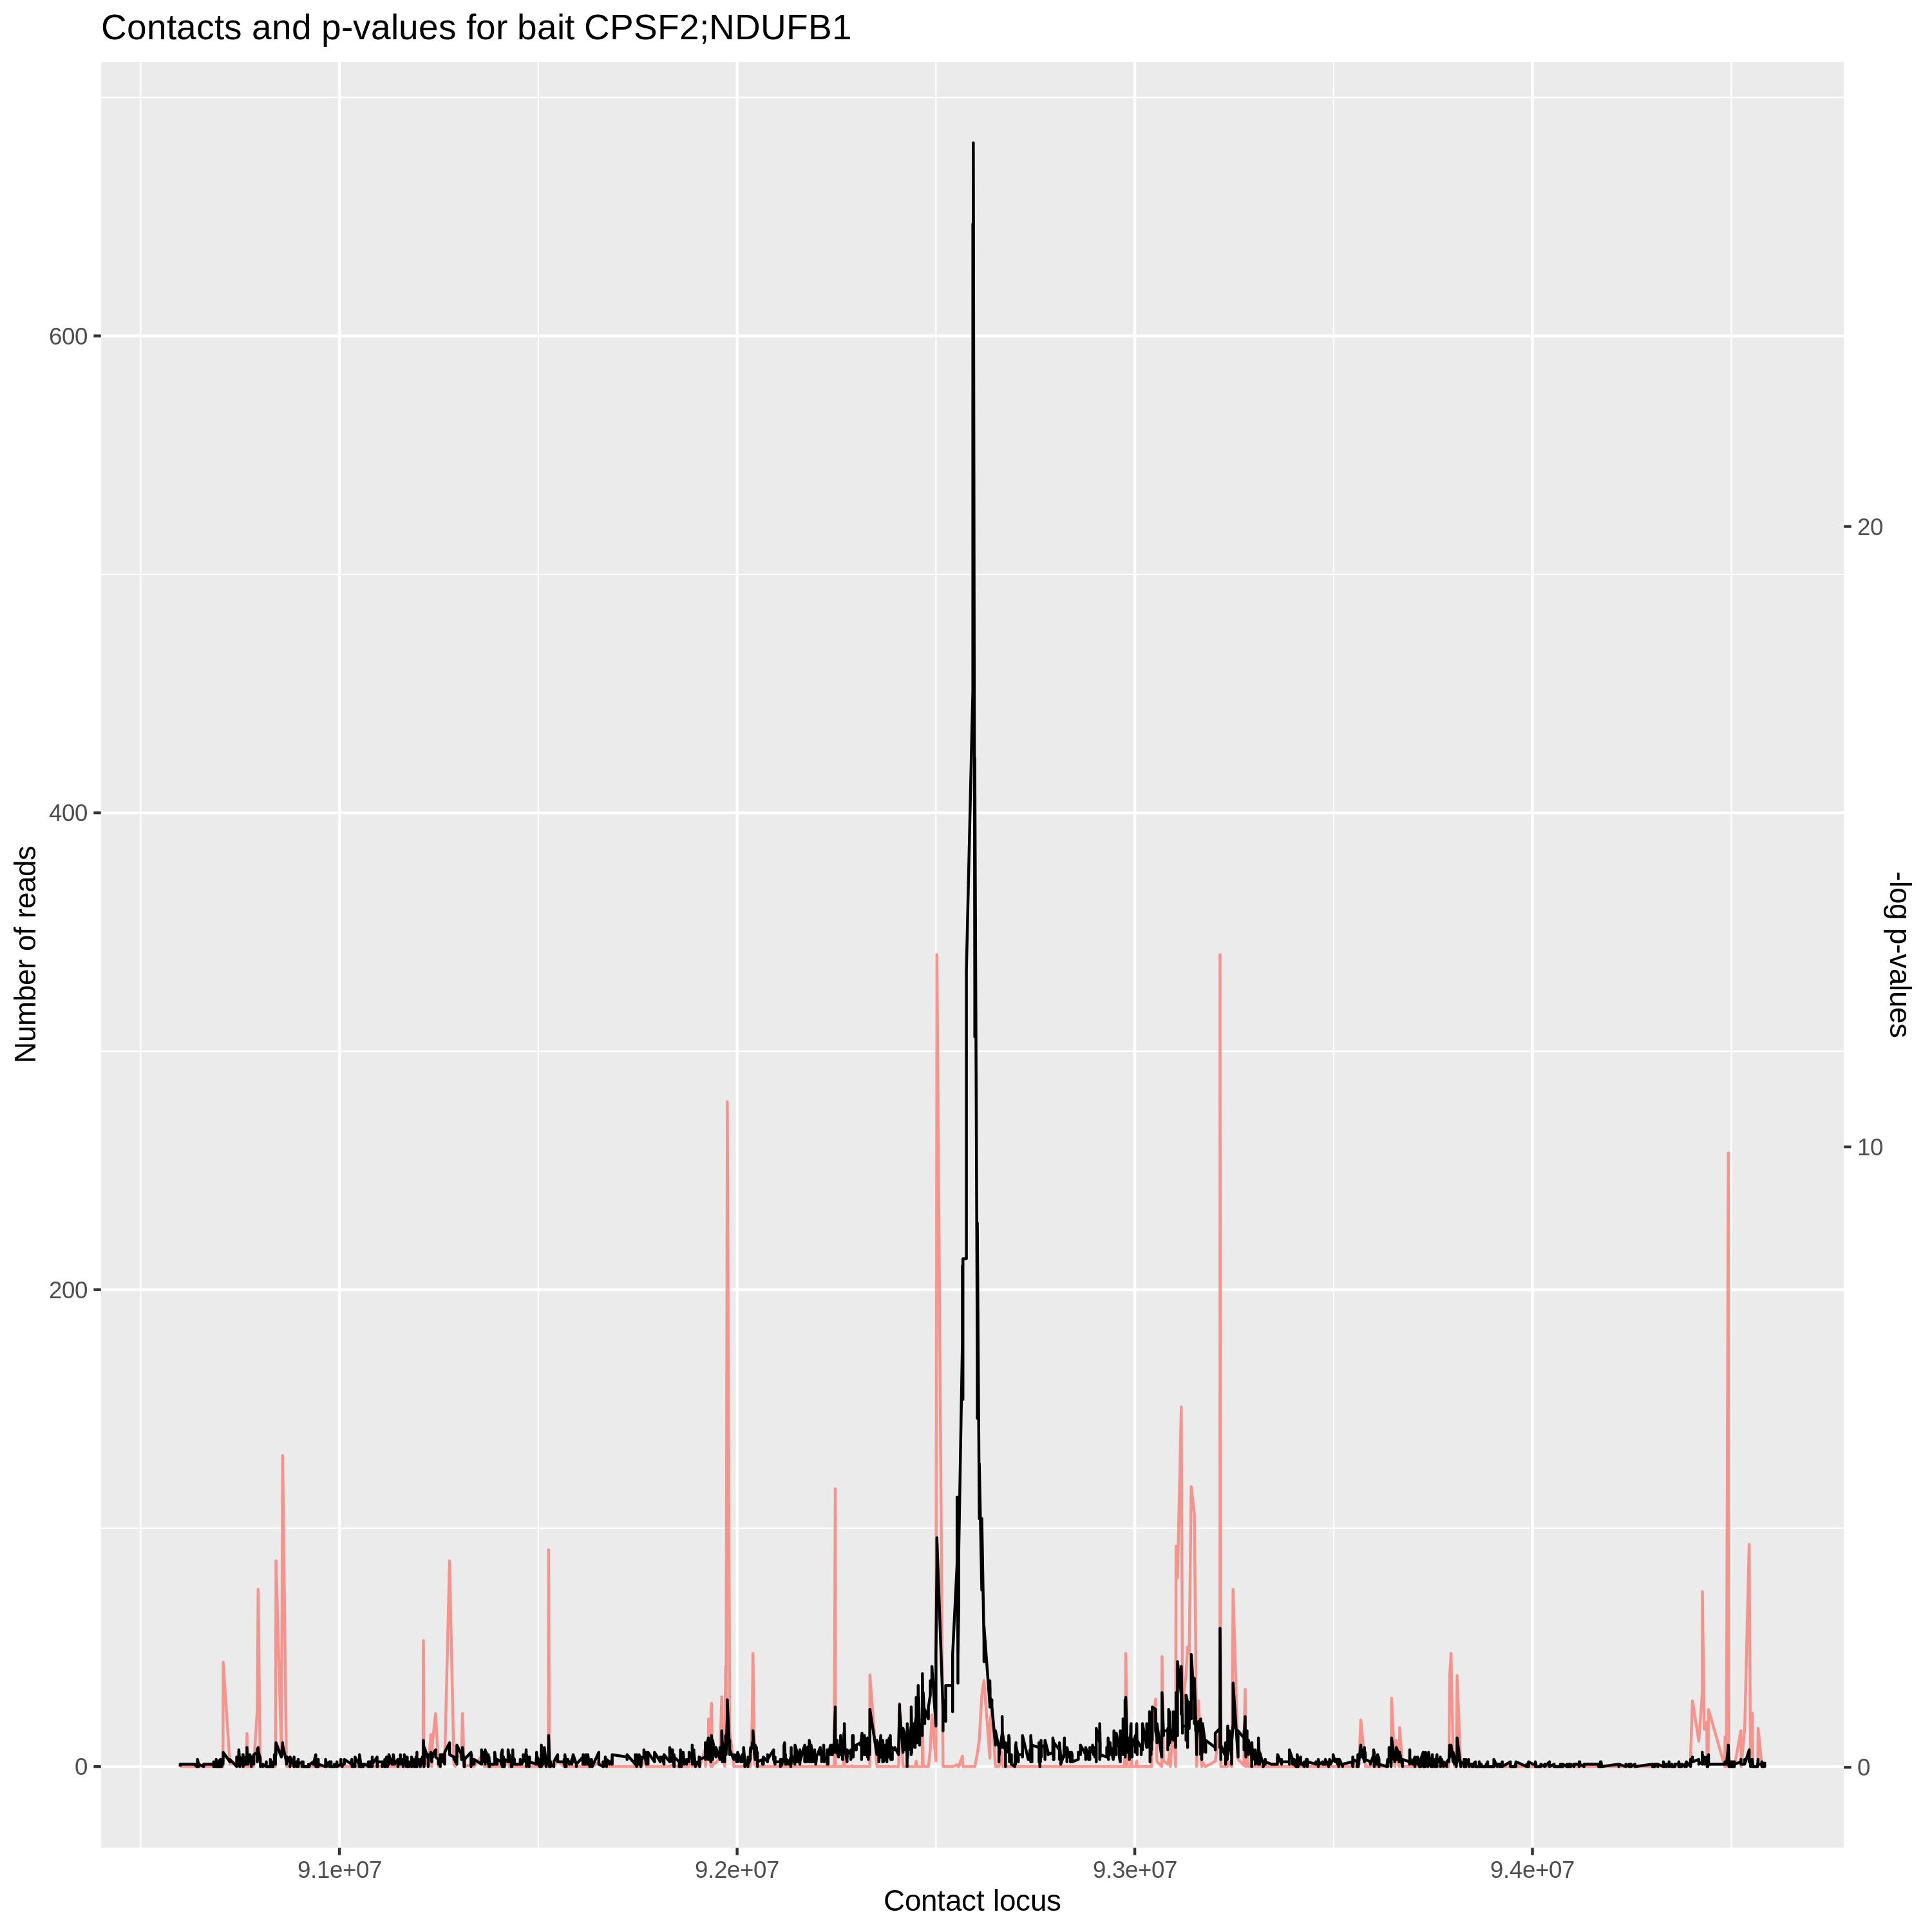 Contacts and p-values for bait CPSF2;NDUFB1
Number of reads
600
400
200
0
20
10
0
-log p-values
9.1e+07
9.2e+07
9.3e+07
9.4e+07
Contact locus